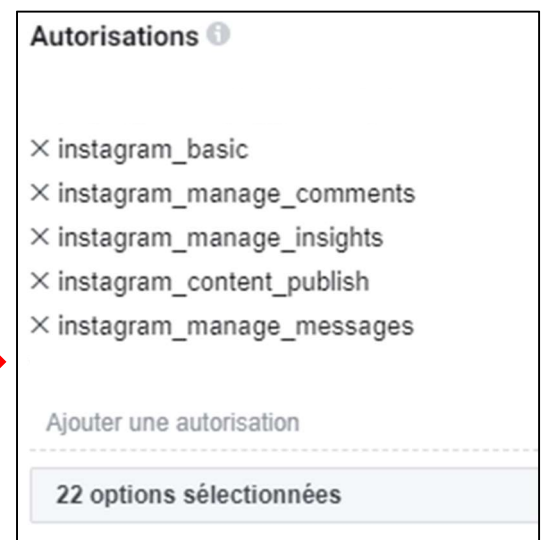 Autorisations
× instagram_basic
× instagram_manage_comments
× instagram_manage_insights
× instagram_content_publish
× instagram_manage_messages
Ajouter une autorisation
22 options sélectionnées